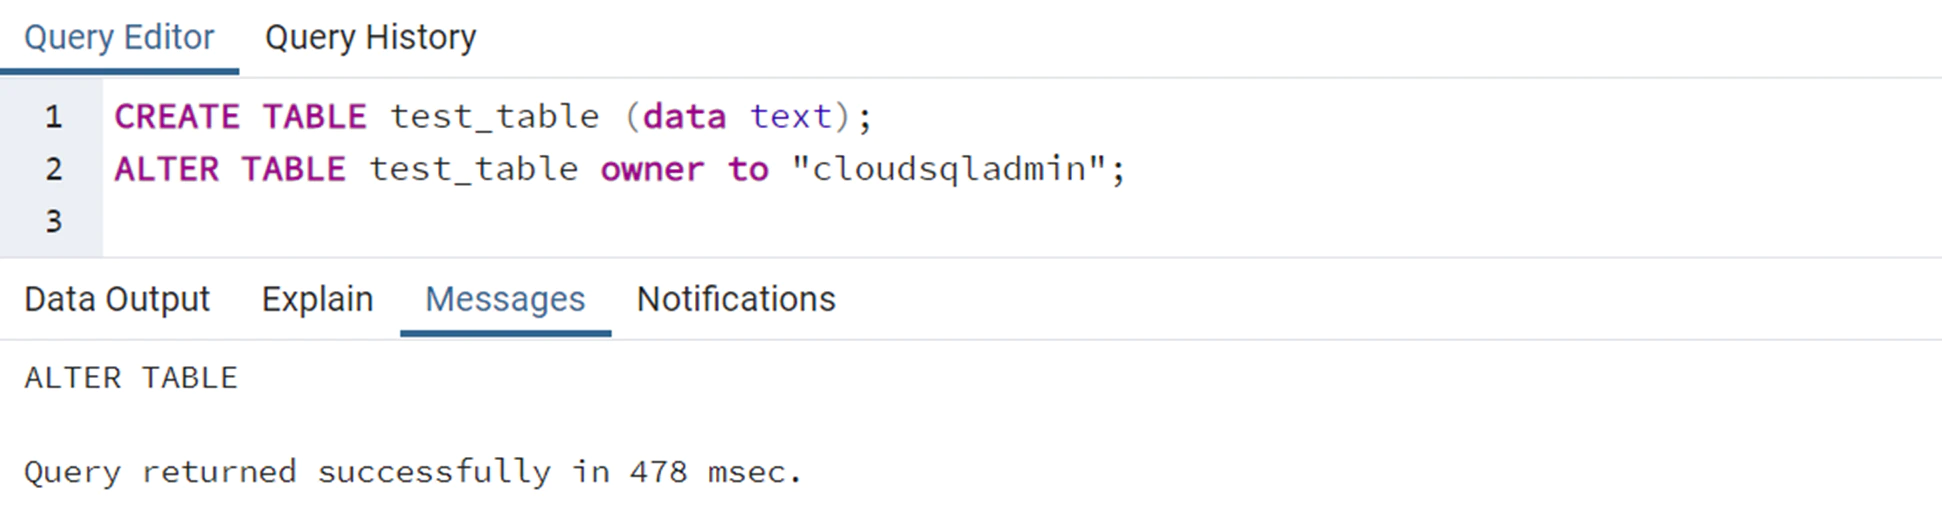 Query Editor Query History
1 CREATE TABLE test_table (data text);
2 ALTER TABLE test_table owner to "cloudsqladmin";
3
Data Output Explain Messages Notifications
ALTER TABLE
Query returned successfully in 478 msec.